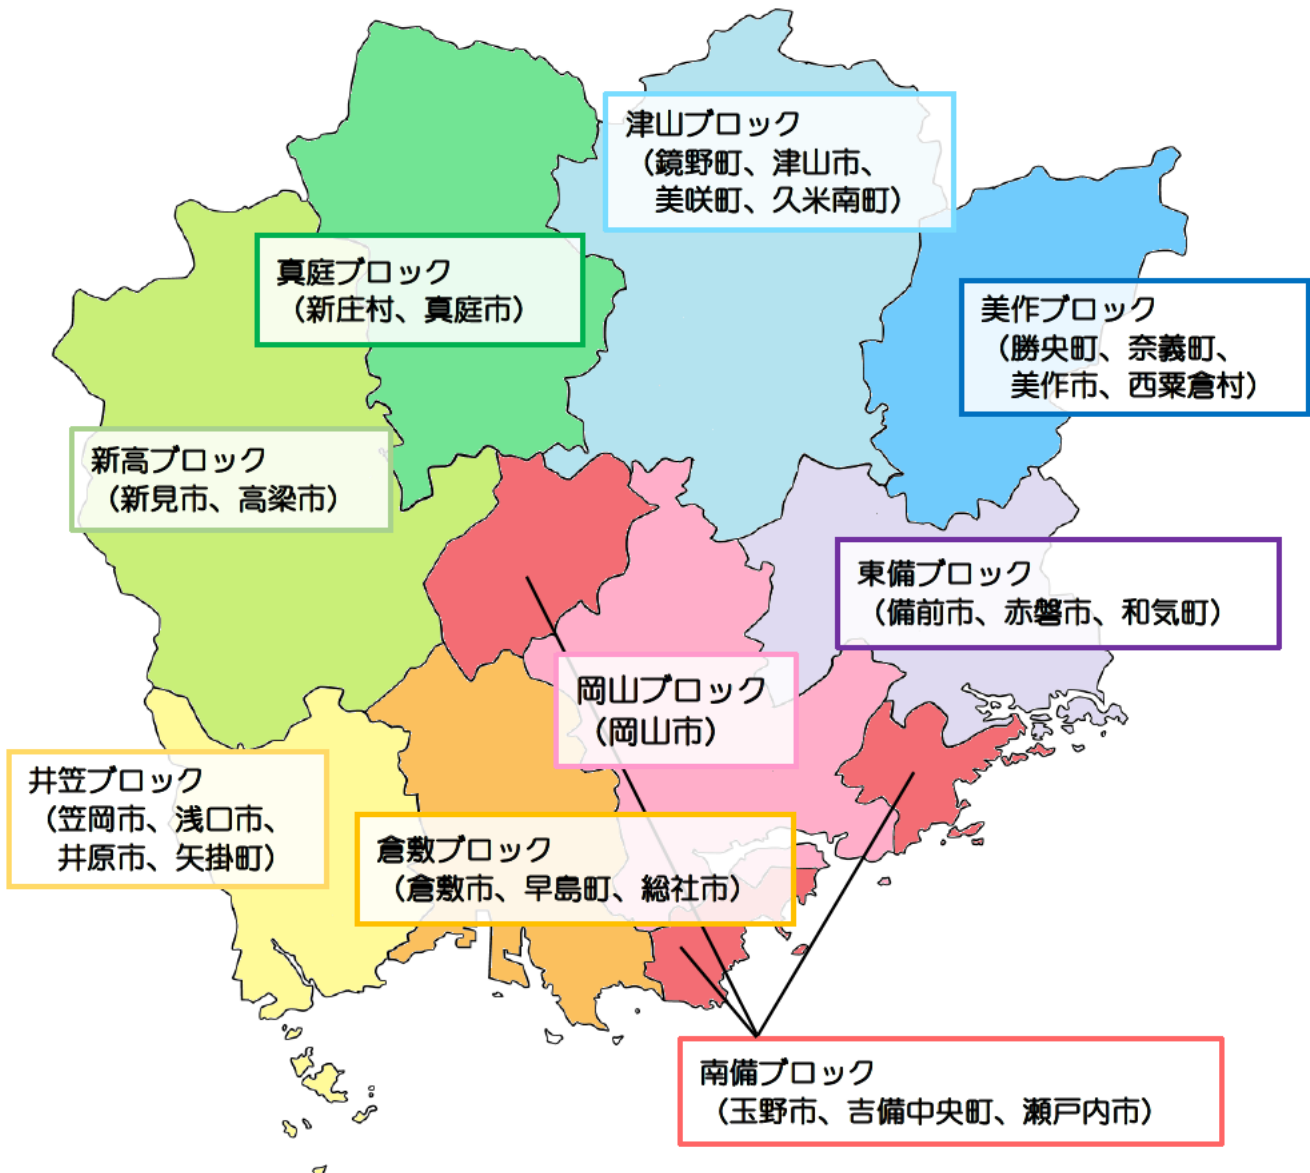 津山ブロック
（鏡野町、津山市、
美咲町、久米南町）
真庭ブロック
（新庄村、真庭市）
美作ブロック
（勝央町、奈義町、
美作市、西粟倉村）
新高ブロック
（新見市、高梁市）
東備ブロック
（備前市、赤磐市、和気町）
岡山ブロック
（岡山市）
井笠ブロック
（笠岡市、浅口市、
井原市、矢掛町）
倉敷ブロック
（倉敷市、早島町、総社市）
南備ブロック
（玉野市、吉備中央町、瀬戸内市）